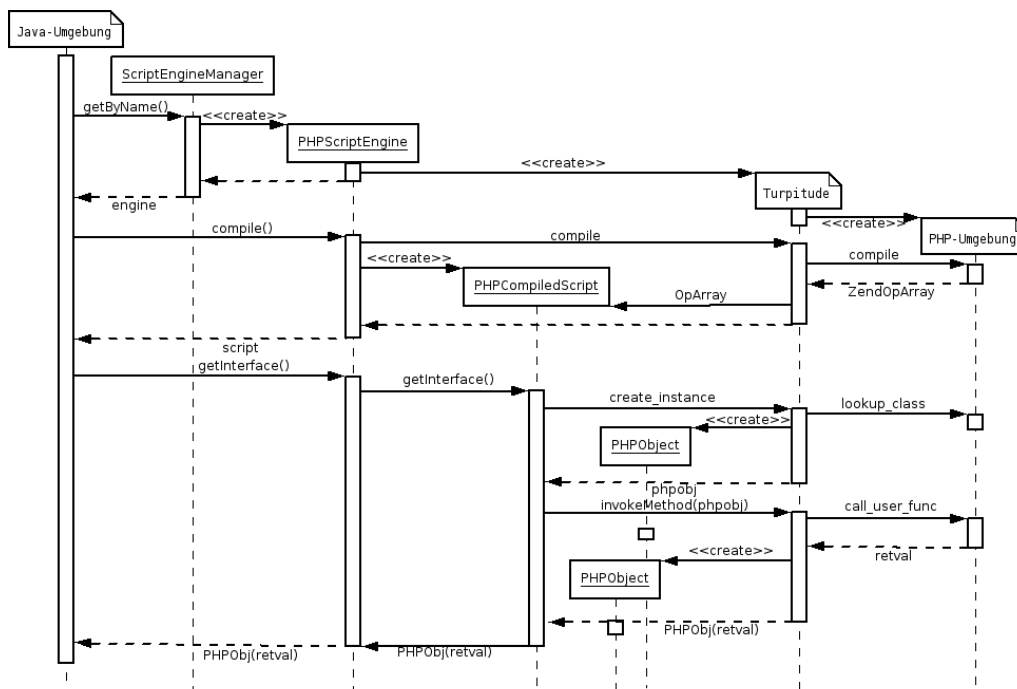 Java-Umgebung
ScriptEngineManager
getByName()
<<create>>
PHPScriptEngine
<<create>>
Turpitude
engine
<<create>>
compile()
compile
PHP-Umgebung
compile
<<create>>
PHPCompiledScript
OpArray
ZendOpArray
script
getInterface()
getInterface()
create_instance
lookup_class
<<create>>
PHPObject
phpobj
invokeMethod(phpobj)
call_user_func
<<create>>
retval
PHPObject
PHPObj(retval)
PHPObj(retval)
PHPObj(retval)